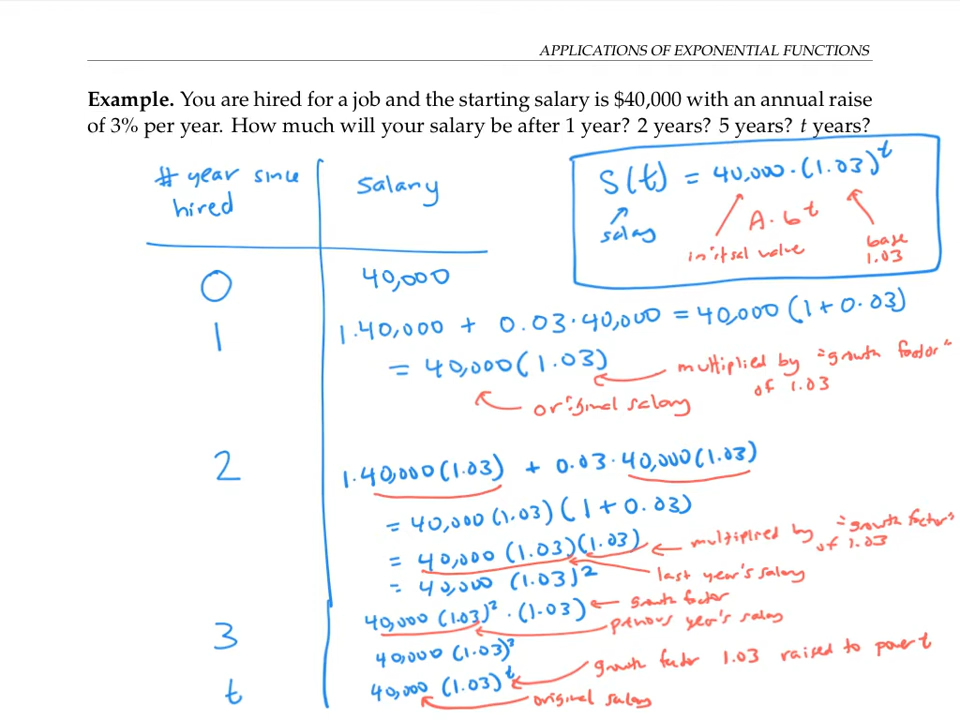 APPLICATIONS OF EXPONENTIAL FUNCTIONS
Example. You are hired for a job and the starting salary is $40,000 with an annual raise
of 3% per year. How much will your salary be after 1 year? 2 years? 5 years? t years?
# year since
hired
Salary
S(t) = 40,000·(1.03)^t
salary
A·b^t
initial value
base
1.03
0
40,000
1
1·40,000 + 0.03·40,000 = 40,000(1+0.03)
= 40,000(1.03)
multiplied by "growth factor"
of 1.03
original salary
2
1·40,000(1.03) + 0.03·40,000(1.03)
= 40,000(1.03)(1+0.03)
= 40,000(1.03)(1.03)
multiplied by "growth factor"
of 1.03
last year's salary
= 40,000 (1.03)^2
3
40,000(1.03)^2·(1.03)
growth factor
previous year's salary
40,000(1.03)^3
t
40,000(1.03)^t
growth factor 1.03 raised to power t
original salary